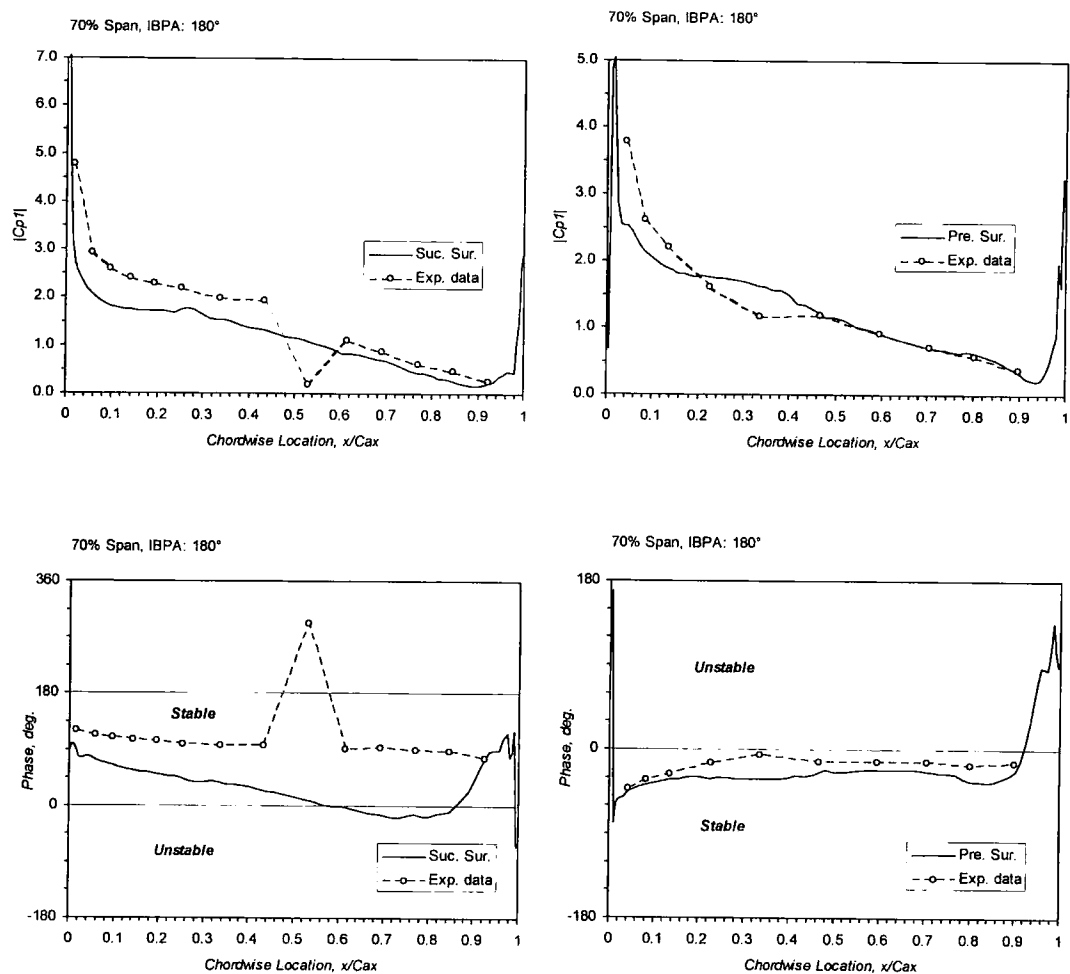 70% Span, IBPA: 180°
7.0
6.0
5.0
4.0
3.0
2.0
1.0
0.0
|Cp1|
Suc. Sur.
Exp. data
0 0.1 0.2 0.3 0.4 0.5 0.6 0.7 0.8 0.9 1
Chordwise Location, x/Cax
70% Span, IBPA: 180°
5.0
4.0
3.0
2.0
1.0
0.0
|Cp1|
Pre. Sur.
Exp. data
0 0.1 0.2 0.3 0.4 0.5 0.6 0.7 0.8 0.9 1
Chordwise Location, x/Cax
70% Span, IBPA: 180°
360
180
0
-180
Phase, deg.
Stable
Unstable
Suc. Sur.
Exp. data
0 0.1 0.2 0.3 0.4 0.5 0.6 0.7 0.8 0.9 1
Chordwise Location, x/Cax
70% Span, IBPA: 180°
180
0
-180
Phase, deg.
Unstable
Stable
Pre. Sur.
Exp. data
0 0.1 0.2 0.3 0.4 0.5 0.6 0.7 0.8 0.9 1
Chordwise Location, x/Cax